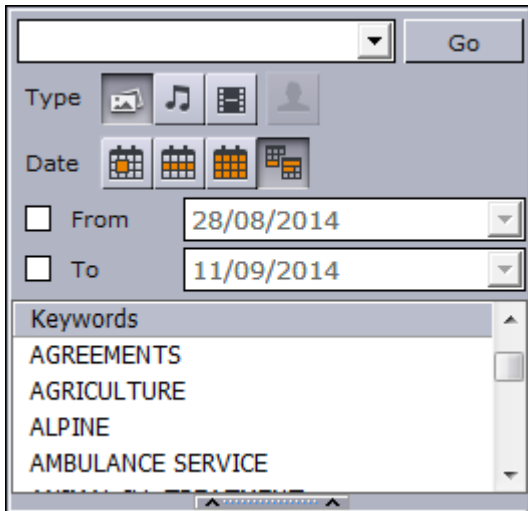 Go
Type
Date
From 28/08/2014
To 11/09/2014
Keywords
AGREEMENTS
AGRICULTURE
ALPINE
AMBULANCE SERVICE